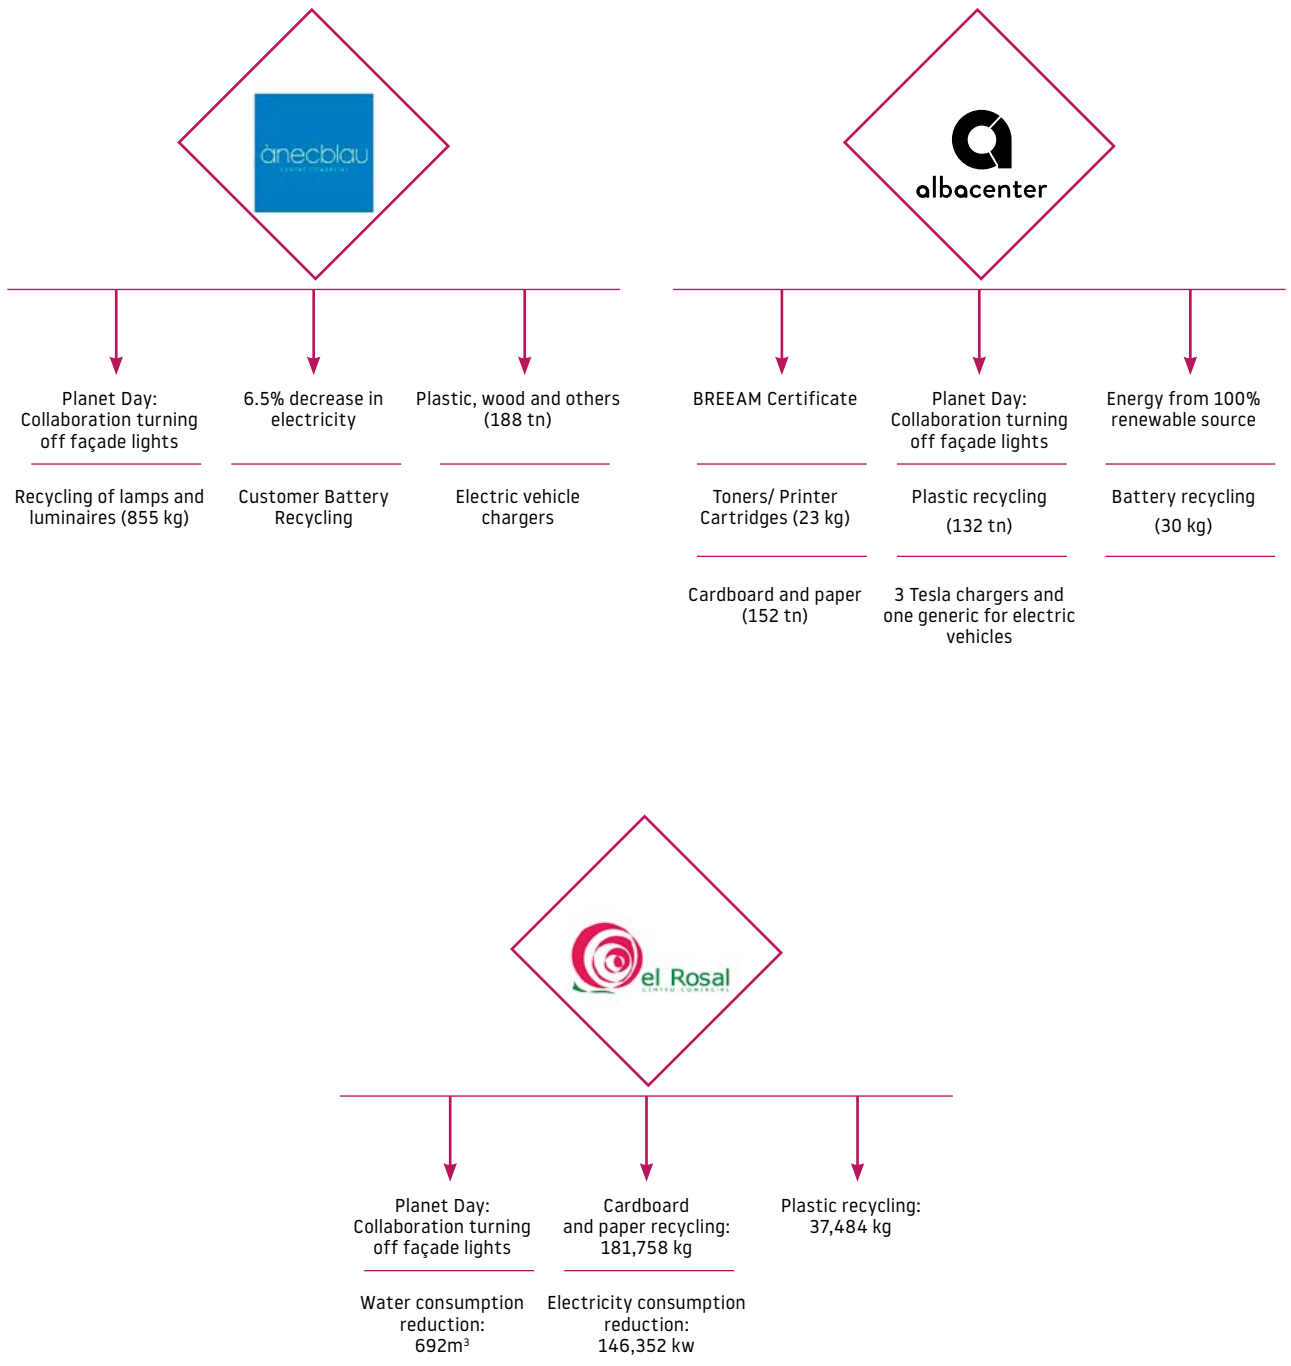 ànecblau
CENTRO COMERCIAL
Planet Day:
Collaboration turning
off façade lights
Recycling of lamps and
luminaires (855 kg)
6.5% decrease in
electricity
Customer Battery
Recycling
Plastic, wood and others
(188 tn)
Electric vehicle
chargers
albacenter
BREEAM Certificate
Toners/ Printer
Cartridges (23 kg)
Cardboard and paper
(152 tn)
Planet Day:
Collaboration turning
off façade lights
Plastic recycling
(132 tn)
3 Tesla chargers and
one generic for electric
vehicles
Energy from 100%
renewable source
Battery recycling
(30 kg)
el Rosal
CENTRO COMERCIAL
Planet Day:
Collaboration turning
off façade lights
Water consumption
reduction:
692m³
Cardboard
and paper recycling:
181,758 kg
Electricity consumption
reduction:
146,352 kw
Plastic recycling:
37,484 kg